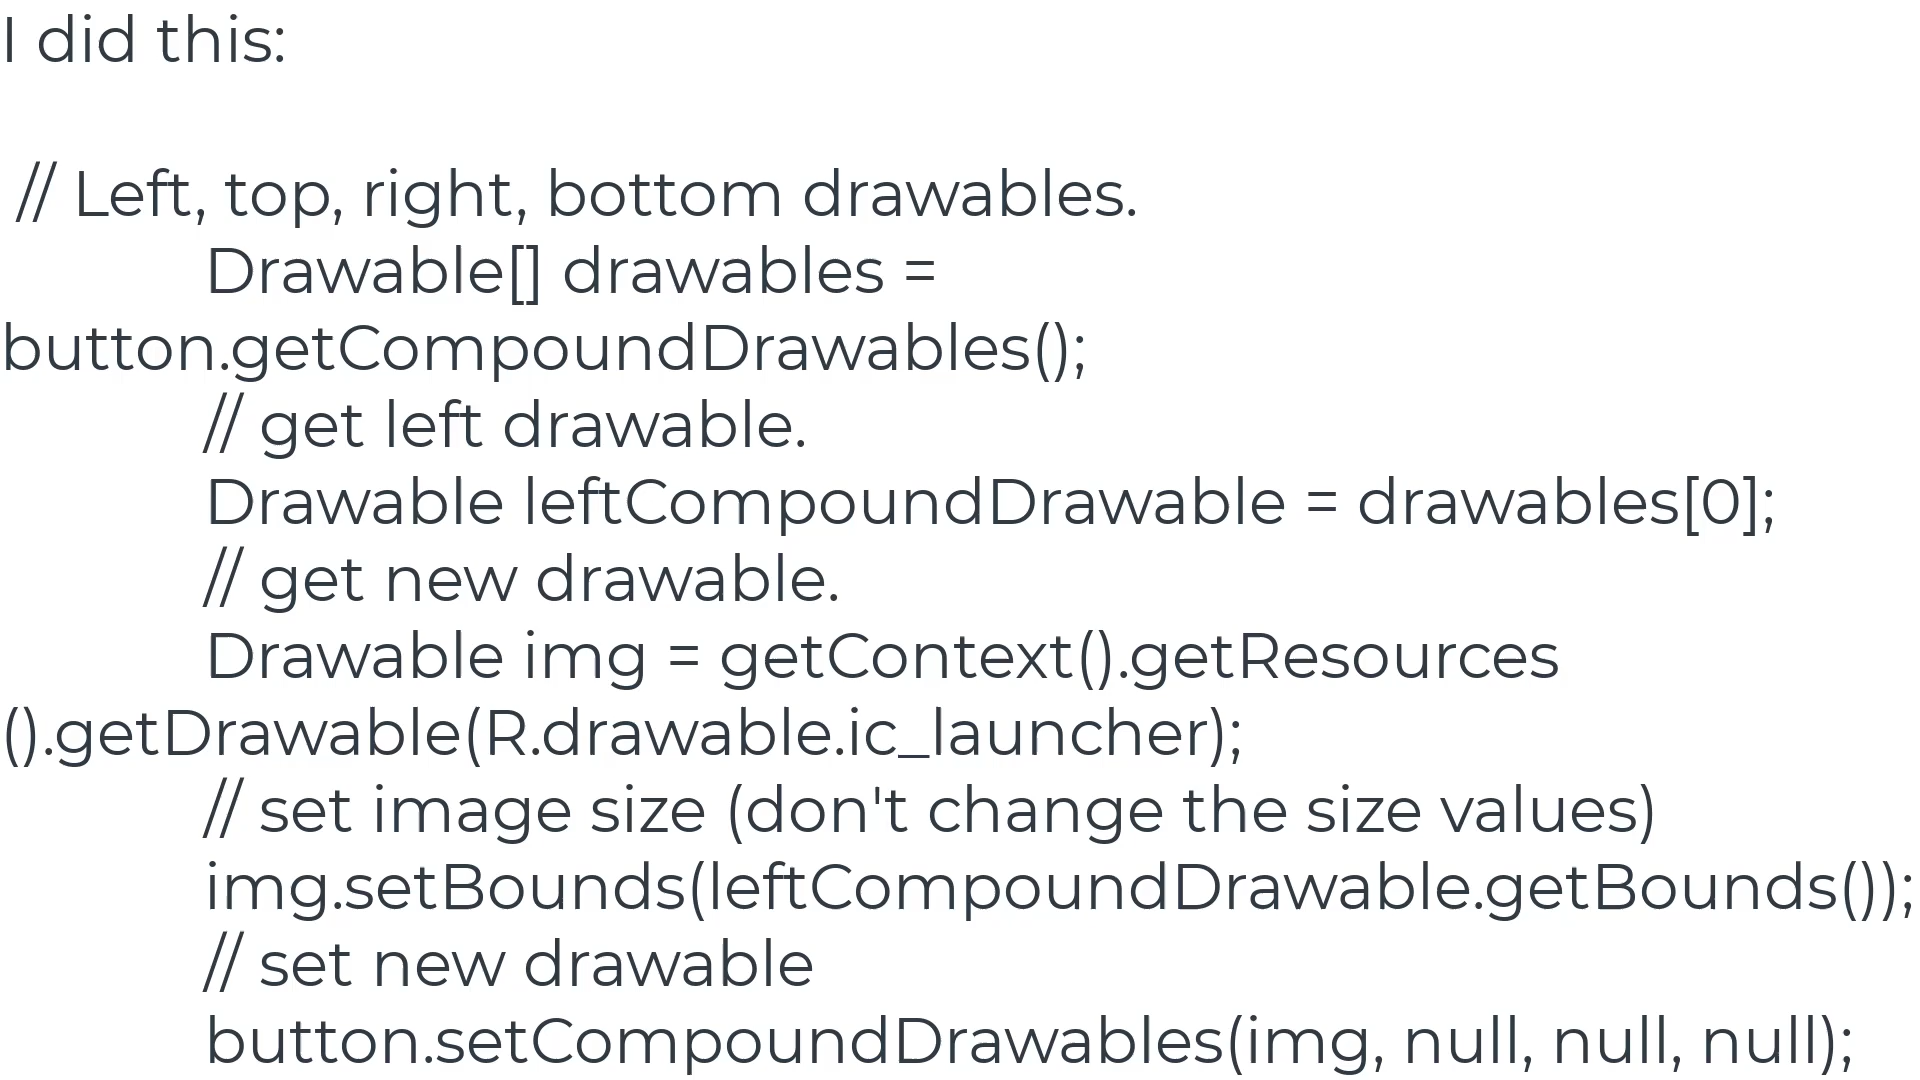 I did this:
// Left, top, right, bottom drawables.
Drawable[] drawables =
button.getCompoundDrawables();
// get left drawable.
Drawable leftCompoundDrawable = drawables[0];
// get new drawable.
Drawable img = getContext().getResources
().getDrawable(R.drawable.ic_launcher);
// set image size (don't change the size values)
img.setBounds(leftCompoundDrawable.getBounds());
// set new drawable
button.setCompoundDrawables(img, null, null, null);